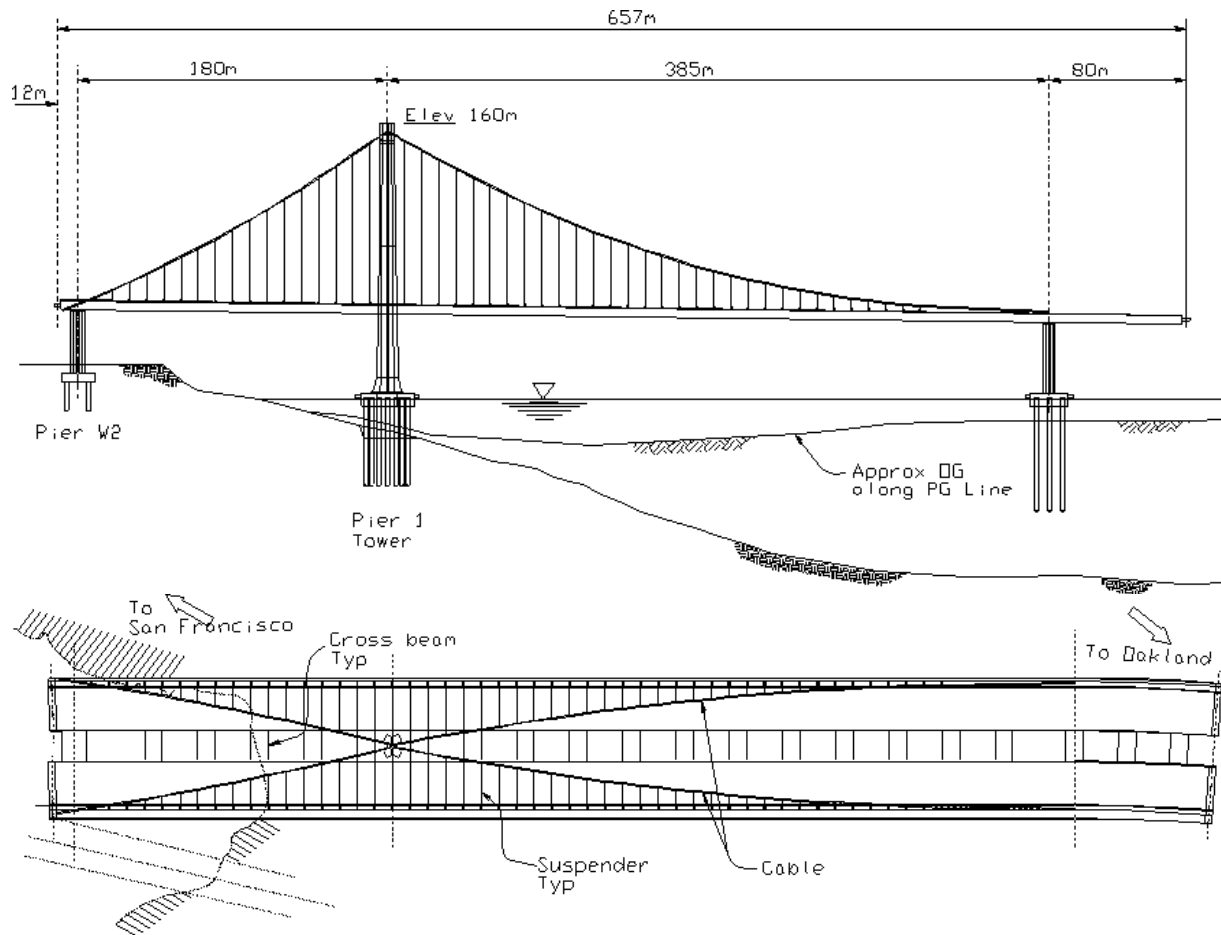 657m
180m
385m
80m
12m
Elev 160m
Pier W2
Approx OG
along PG Line
Pier 1
Tower
To
San Francisco
Cross beam
Typ
To Oakland
Suspender
Typ
Cable